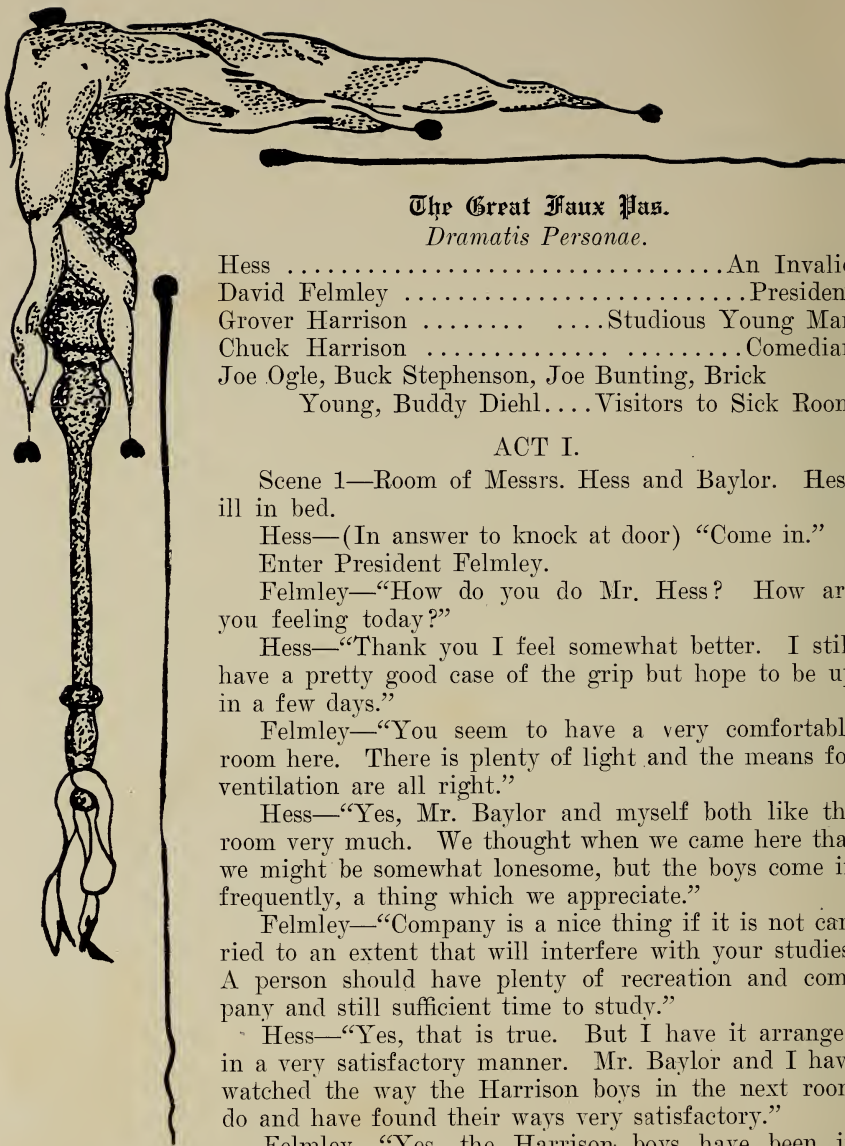 The Great Faux Pas.
Dramatis Personae.
Hess .................................An Invali
David Felmley ..........................Presiden
Grover Harrison ........ ....Studious Young Ma
Chuck Harrison ............... .........Comedia
Joe Ogle, Buck Stephenson, Joe Bunting, Brick
Young, Buddy Diehl....Visitors to Sick Roo
ACT I.
Scene 1—Room of Messrs. Hess and Baylor. Hes
ill in bed.
Hess—(In answer to knock at door) “Come in.”
Enter President Felmley.
Felmley—“How do you do Mr. Hess? How ar
you feeling today?”
Hess—“Thank you I feel somewhat better. I stil
have a pretty good case of the grip but hope to be u
in a few days.”
Felmley—“You seem to have a very comfortabl
room here. There is plenty of light and the means fo
ventilation are all right.”
Hess—“Yes, Mr. Baylor and myself both like th
room very much. We thought when we came here tha
we might be somewhat lonesome, but the boys come i
frequently, a thing which we appreciate.”
Felmley—“Company is a nice thing if it is not car
ried to an extent that will interfere with your studies
A person should have plenty of recreation and com
pany and still sufficient time to study.”
Hess—“Yes, that is true. But I have it arrange
in a very satisfactory manner. Mr. Baylor and I hav
watched the way the Harrison boys in the next roo
do and have found their ways very satisfactory.”
Felmley—“Yes, the Harrison boys have been i